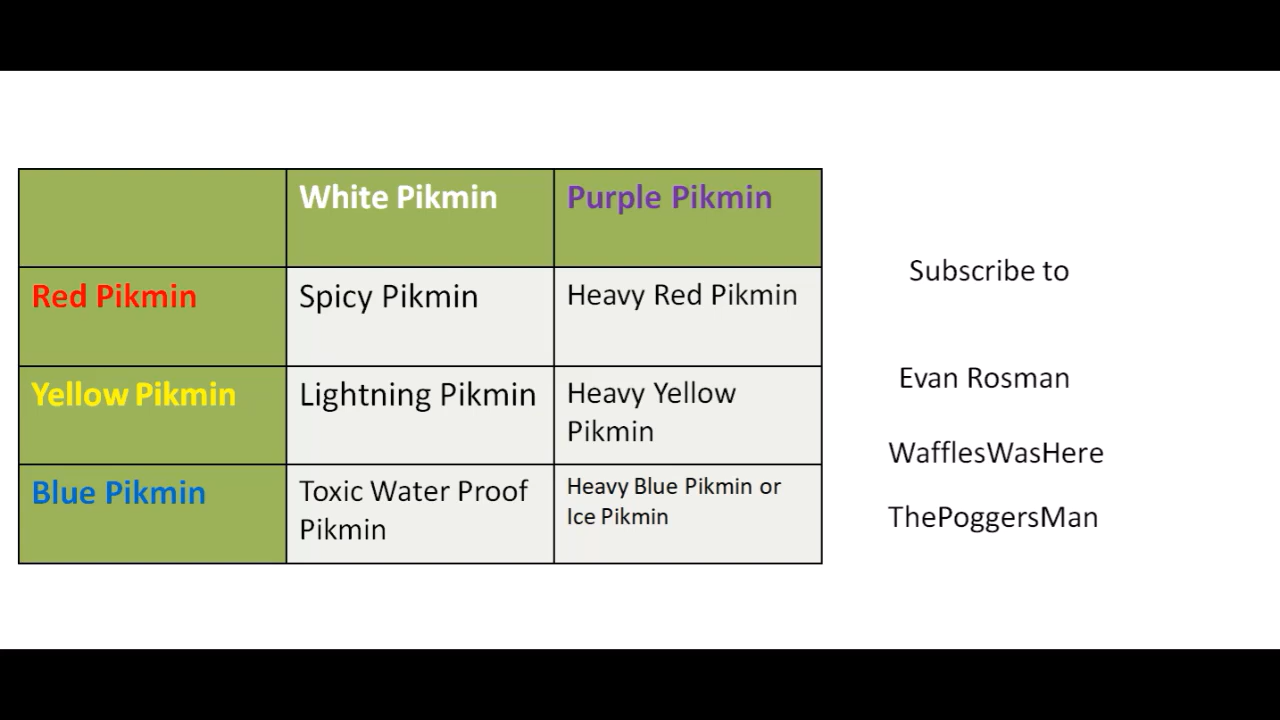 White Pikmin
Purple Pikmin
Red Pikmin
Spicy Pikmin
Heavy Red Pikmin
Yellow Pikmin
Lightning Pikmin
Heavy Yellow
Pikmin
Blue Pikmin
Toxic Water Proof
Pikmin
Heavy Blue Pikmin or
Ice Pikmin
Subscribe to
Evan Rosman
WafflesWasHere
ThePoggersMan